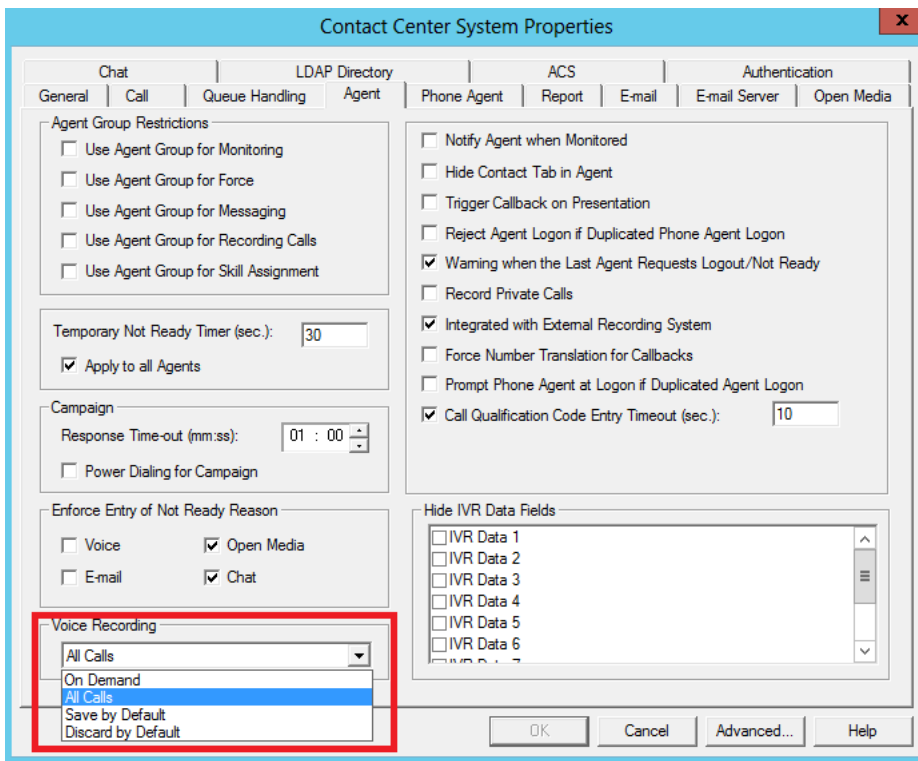 Contact Center System Properties
x
Chat LDAP Directory ACS Authentication
General Call Queue Handling Agent Phone Agent Report E-mail E-mail Server Open Media
Agent Group Restrictions
Use Agent Group for Monitoring
Use Agent Group for Force
Use Agent Group for Messaging
Use Agent Group for Recording Calls
Use Agent Group for Skill Assignment
Temporary Not Ready Timer (sec.): 30
Apply to all Agents
Campaign
Response Time-out (mm:ss): 01 : 00
Power Dialing for Campaign
Enforce Entry of Not Ready Reason
Voice Open Media
E-mail Chat
Voice Recording
All Calls
On Demand
All Calls
Save by Default
Discard by Default
Notify Agent when Monitored
Hide Contact Tab in Agent
Trigger Callback on Presentation
Reject Agent Logon if Duplicated Phone Agent Logon
Warning when the Last Agent Requests Logout/Not Ready
Record Private Calls
Integrated with External Recording System
Force Number Translation for Callbacks
Prompt Phone Agent at Logon if Duplicated Agent Logon
Call Qualification Code Entry Timeout (sec.): 10
Hide IVR Data Fields
IVR Data 1
IVR Data 2
IVR Data 3
IVR Data 4
IVR Data 5
IVR Data 6
OK Cancel Advanced... Help